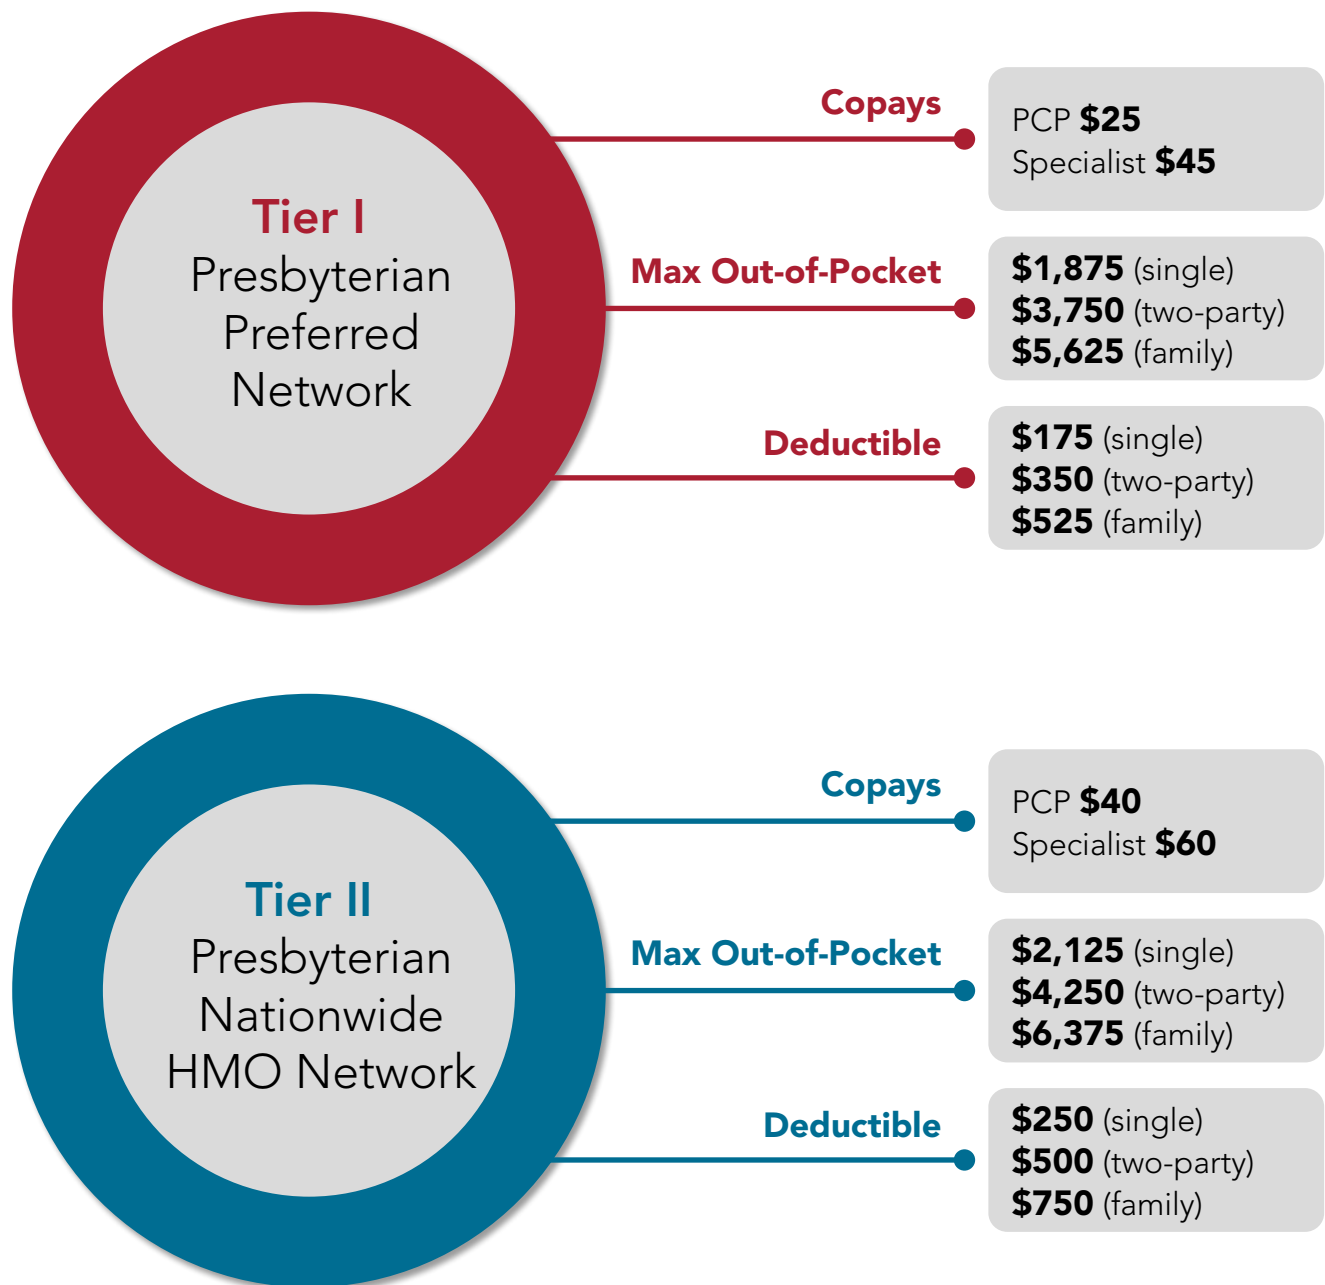 Tier I
Presbyterian
Preferred
Network
Copays
PCP $25
Specialist $45
Max Out-of-Pocket
$1,875 (single)
$3,750 (two-party)
$5,625 (family)
Deductible
$175 (single)
$350 (two-party)
$525 (family)
Tier II
Presbyterian
Nationwide
HMO Network
Copays
PCP $40
Specialist $60
Max Out-of-Pocket
$2,125 (single)
$4,250 (two-party)
$6,375 (family)
Deductible
$250 (single)
$500 (two-party)
$750 (family)